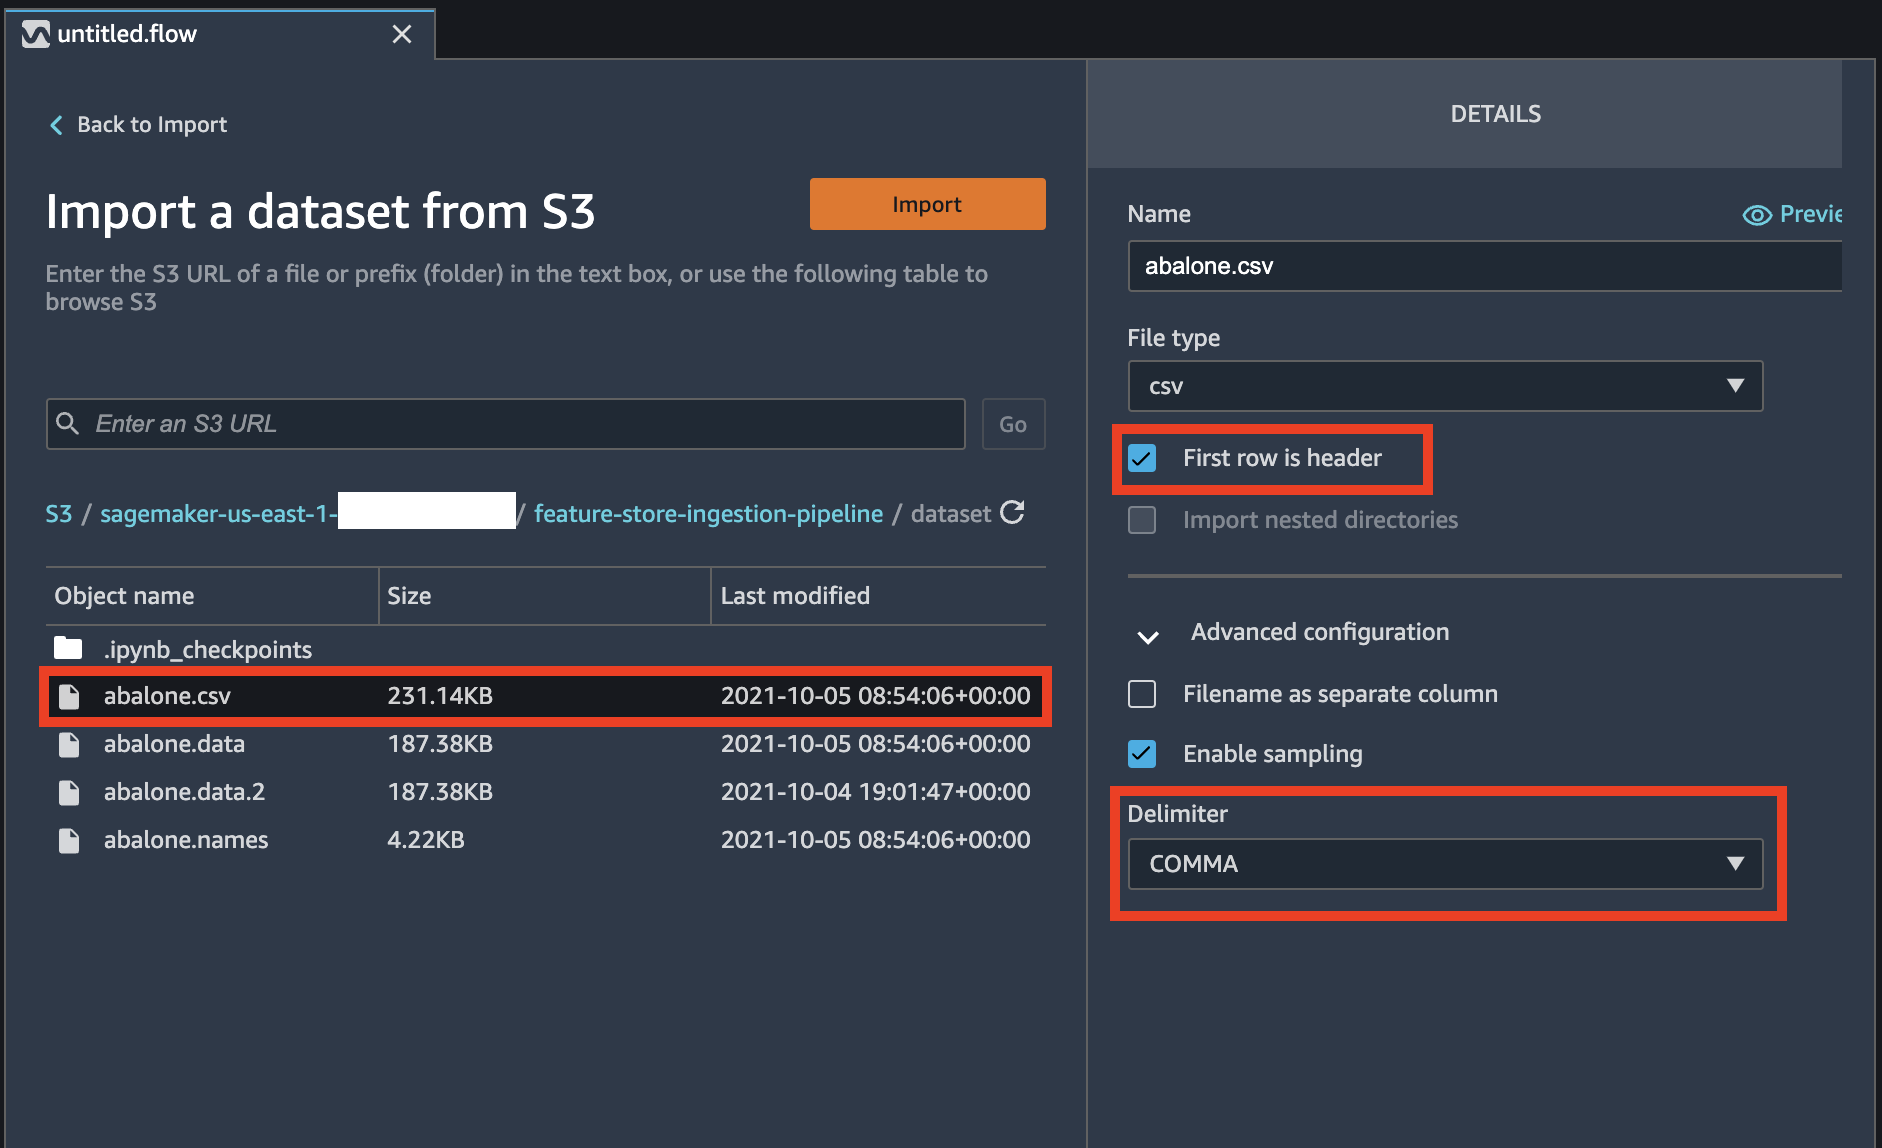 untitled.flow
Back to Import
Import a dataset from S3
Import
Enter the S3 URL of a file or prefix (folder) in the text box, or use the following table to
browse S3
Enter an S3 URL
Go
S3 / sagemaker-us-east-1- / feature-store-ingestion-pipeline / dataset
Object name Size Last modified
.ipynb_checkpoints
abalone.csv 231.14KB 2021-10-05 08:54:06+00:00
abalone.data 187.38KB 2021-10-05 08:54:06+00:00
abalone.data.2 187.38KB 2021-10-04 19:01:47+00:00
abalone.names 4.22KB 2021-10-05 08:54:06+00:00
DETAILS
Name
Previe
abalone.csv
File type
csv
First row is header
Import nested directories
Advanced configuration
Filename as separate column
Enable sampling
Delimiter
COMMA